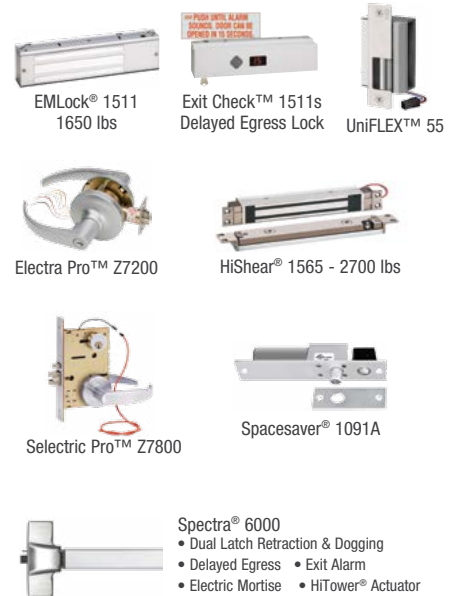 PUSH UNTIL ALARM
SOUNDS. DOOR CAN BE
OPENED IN 15 SECONDS.
EMLock® 1511
1650 lbs
Exit Check™ 1511s
Delayed Egress Lock
UniFLEX™ 55
Electra Pro™ Z7200
HiShear® 1565 - 2700 lbs
Selectric Pro™ Z7800
Spacesaver® 1091A
Spectra® 6000
• Dual Latch Retraction & Dogging
• Delayed Egress • Exit Alarm
• Electric Mortise • HiTower® Actuator